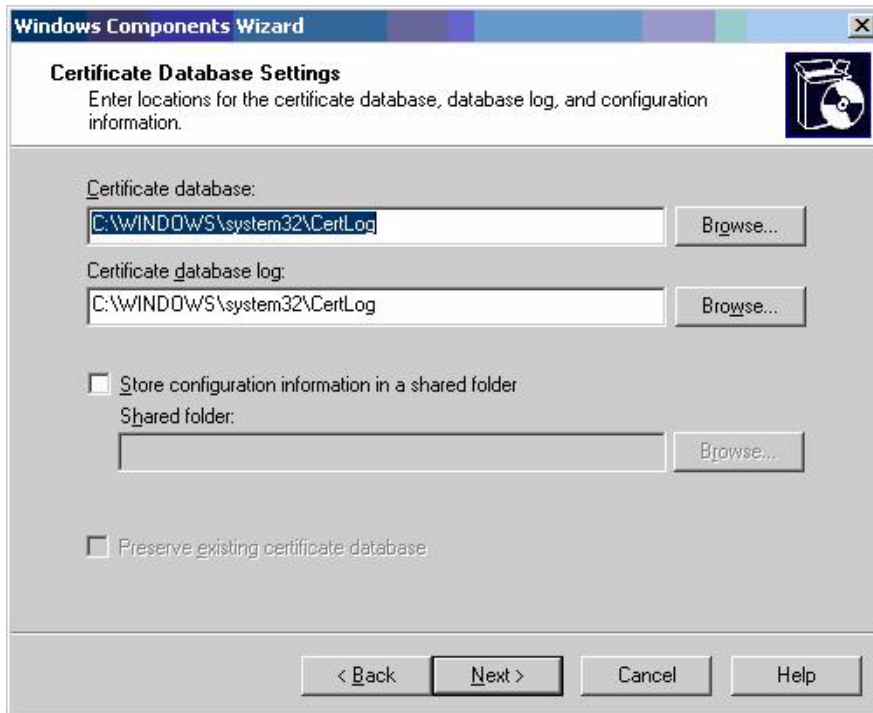 Windows Components Wizard
Certificate Database Settings
Enter locations for the certificate database, database log, and configuration
information.
Certificate database:
C:\WINDOWS\system32\CertLog
Browse...
Certificate database log:
C:\WINDOWS\system32\CertLog
Browse...
Store configuration information in a shared folder
Shared folder:
Browse...
Preserve existing certificate database
< Back
Next >
Cancel
Help